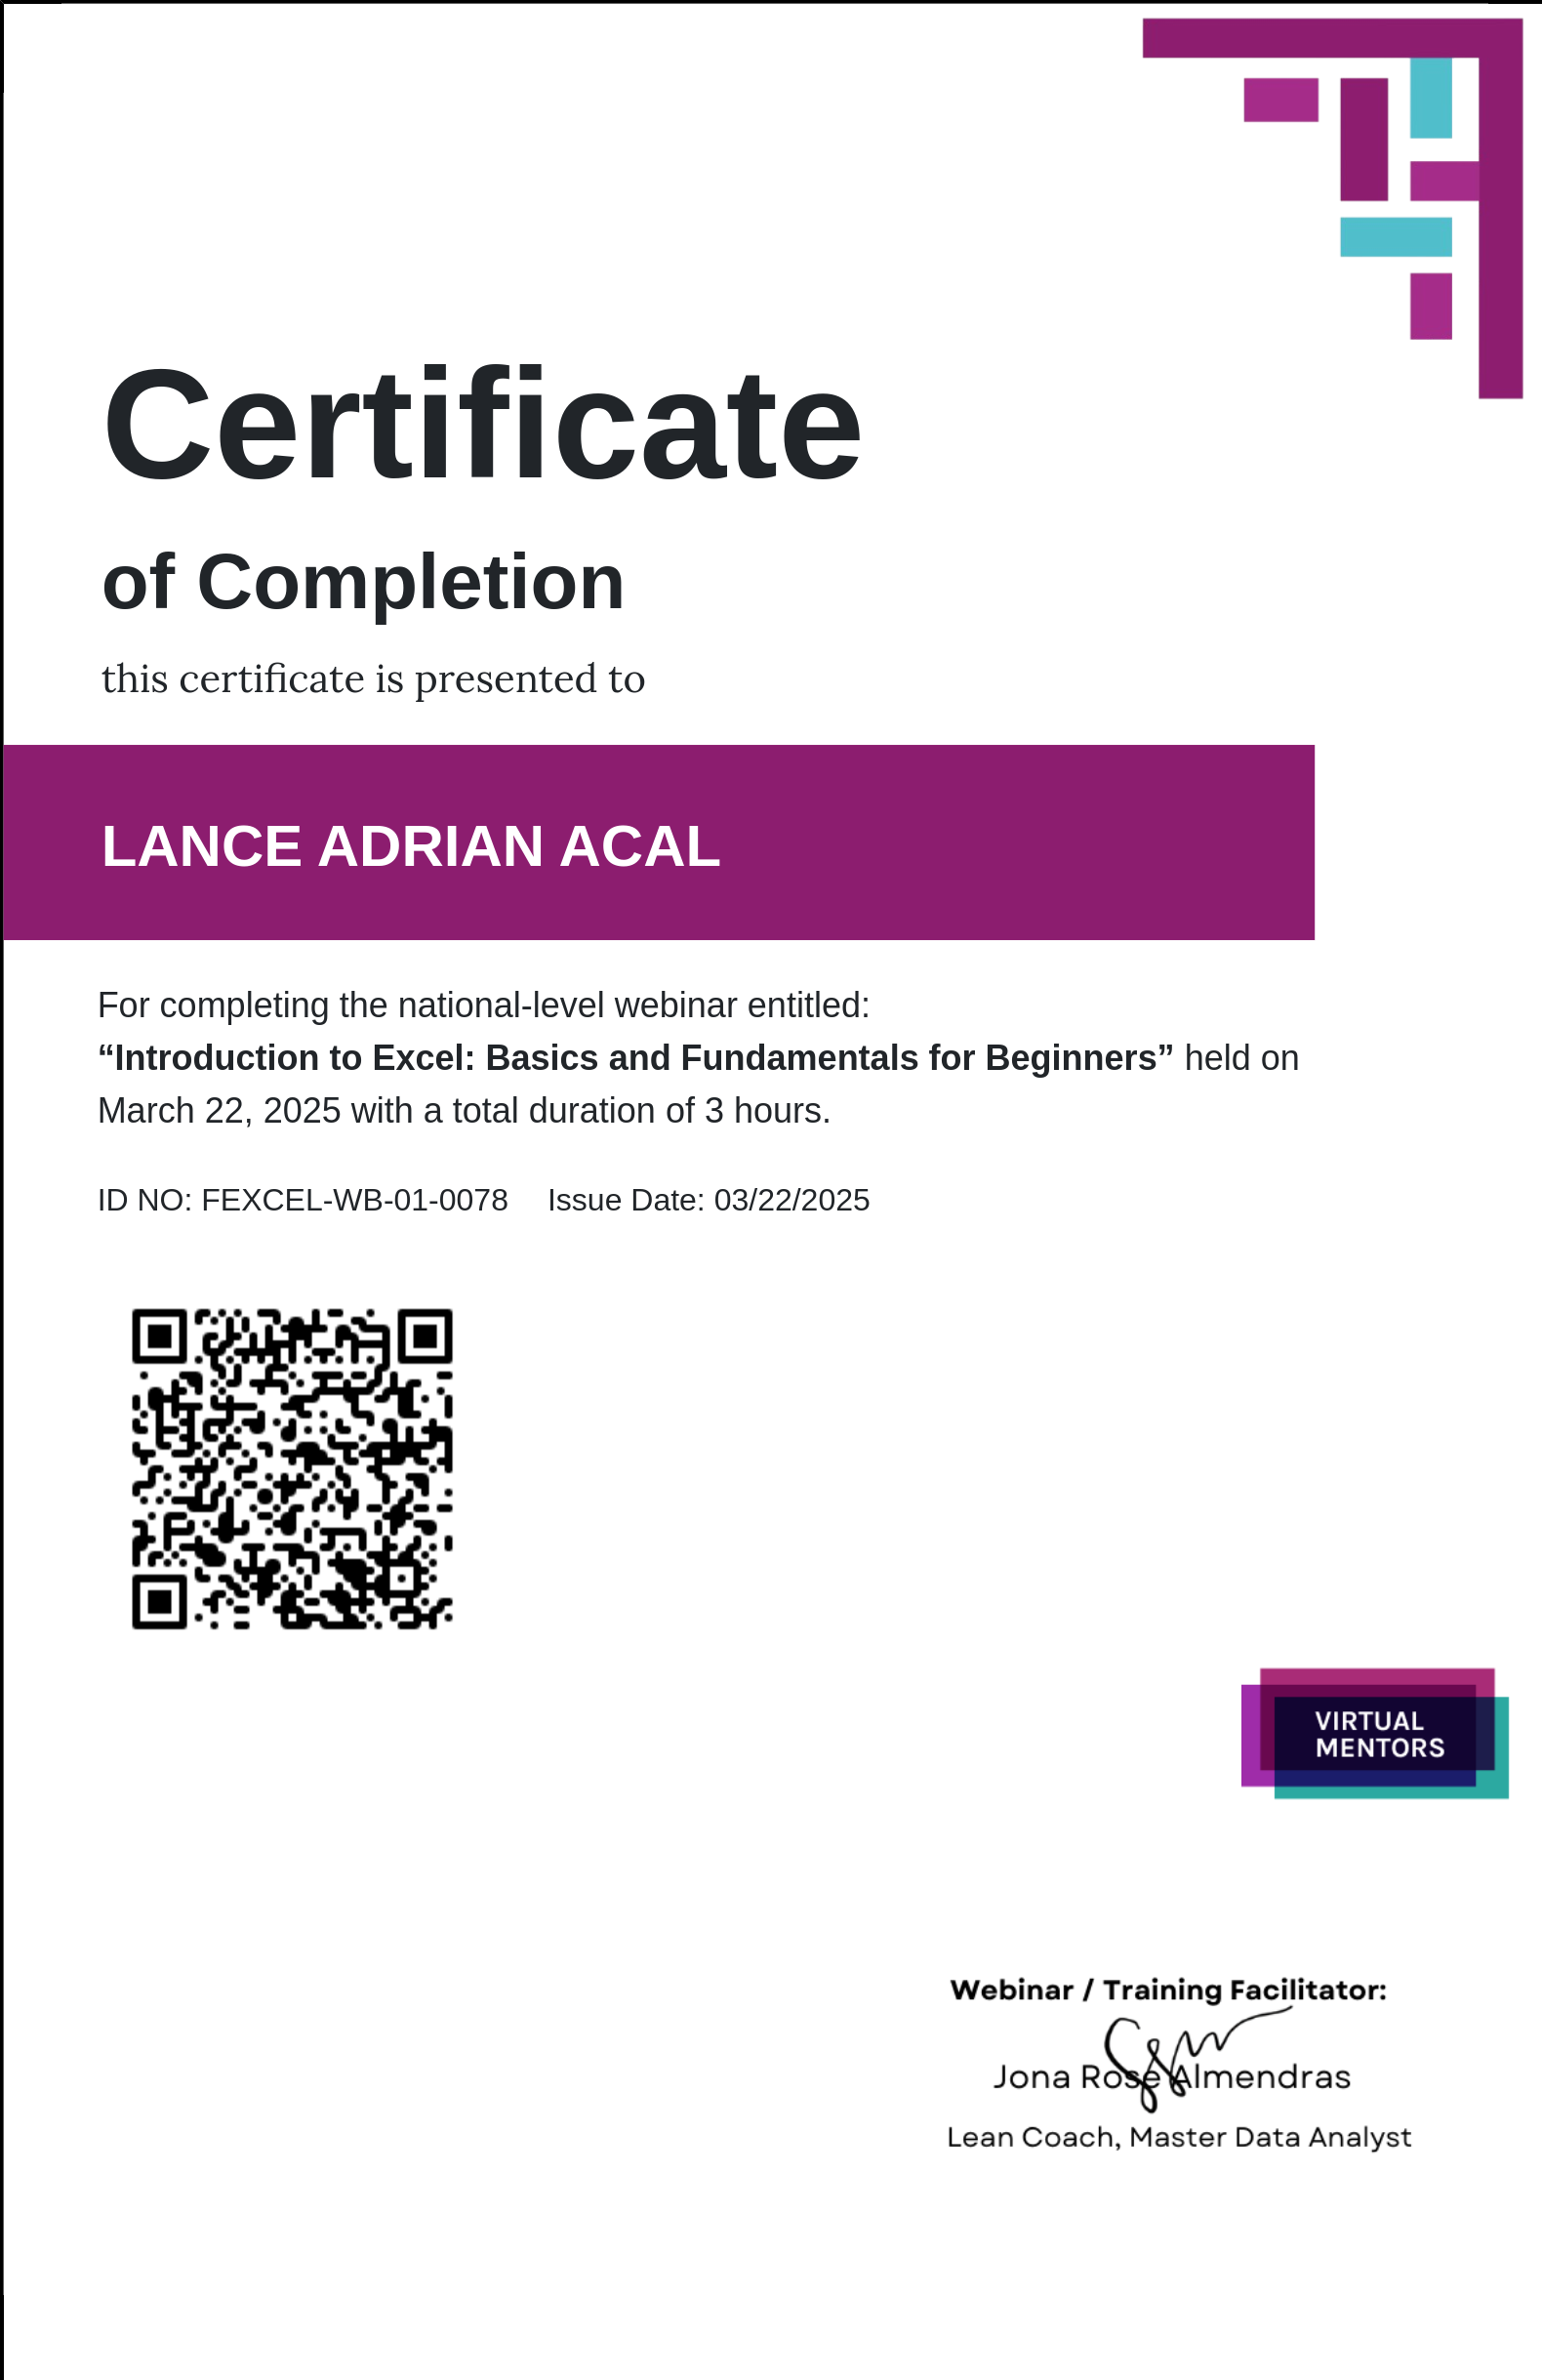 Certificate
of Completion
this certificate is presented to
LANCE ADRIAN ACAL
For completing the national-level webinar entitled:
“Introduction to Excel: Basics and Fundamentals for Beginners” held on
March 22, 2025 with a total duration of 3 hours.
ID NO: FEXCEL-WB-01-0078 Issue Date: 03/22/2025
VIRTUAL
MENTORS
Webinar / Training Facilitator:
Jona Rose Almendras
Lean Coach, Master Data Analyst